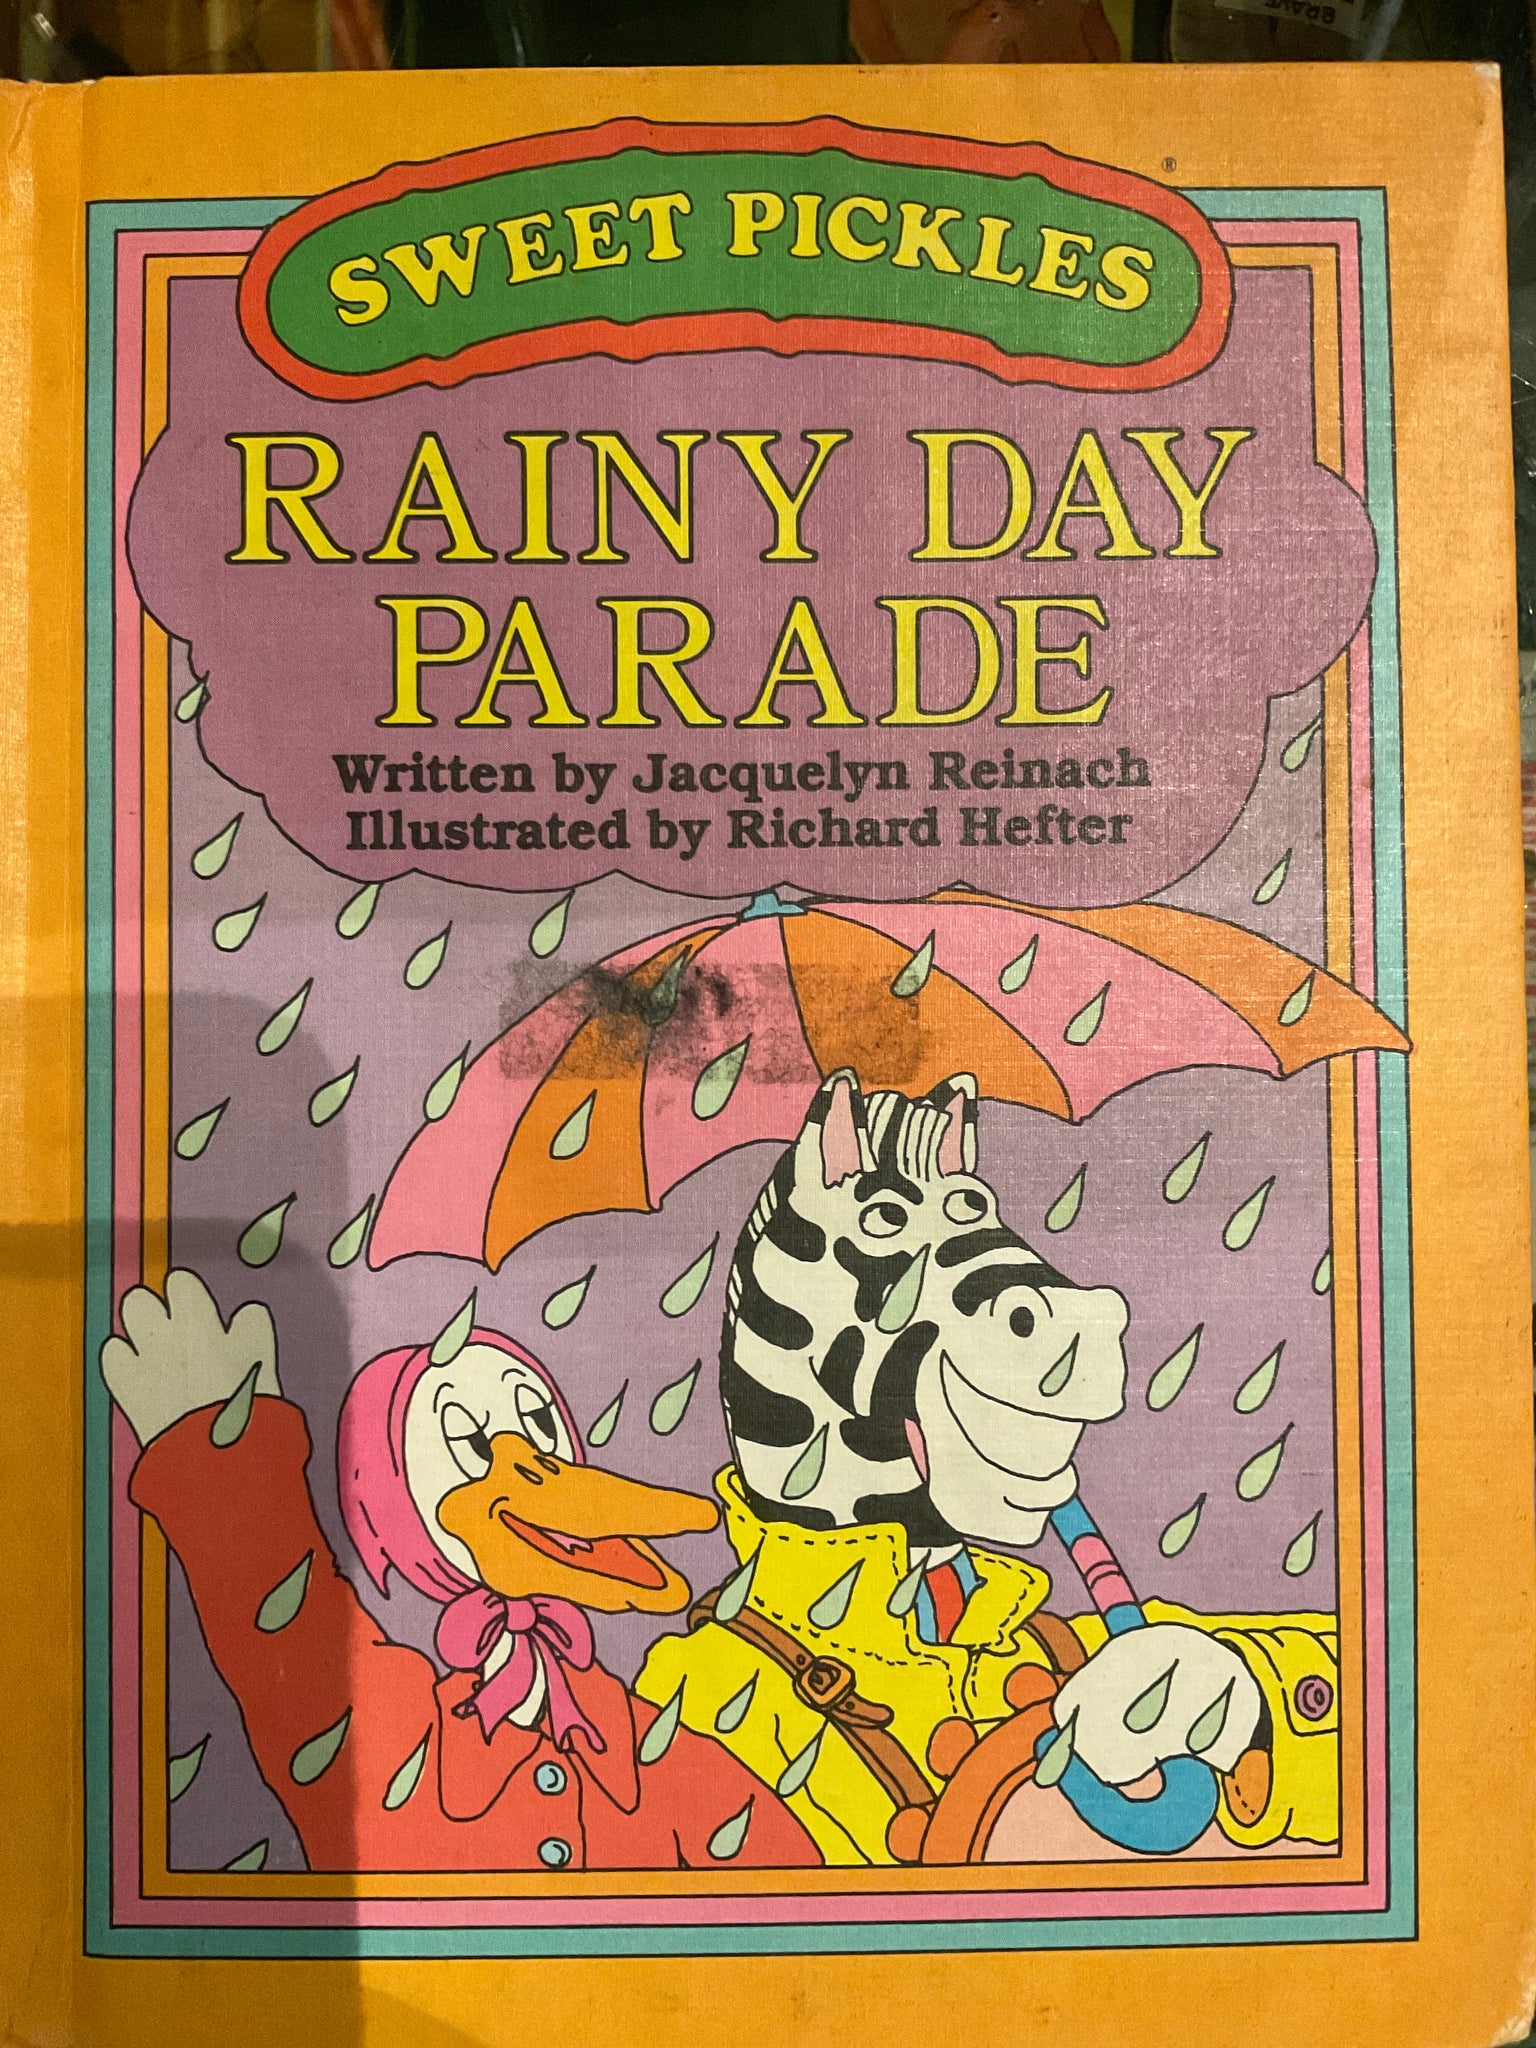 SWEET PICKLES
®
RAINY DAY
PARADE
Written by Jacquelyn Reinach
Illustrated by Richard Hefter